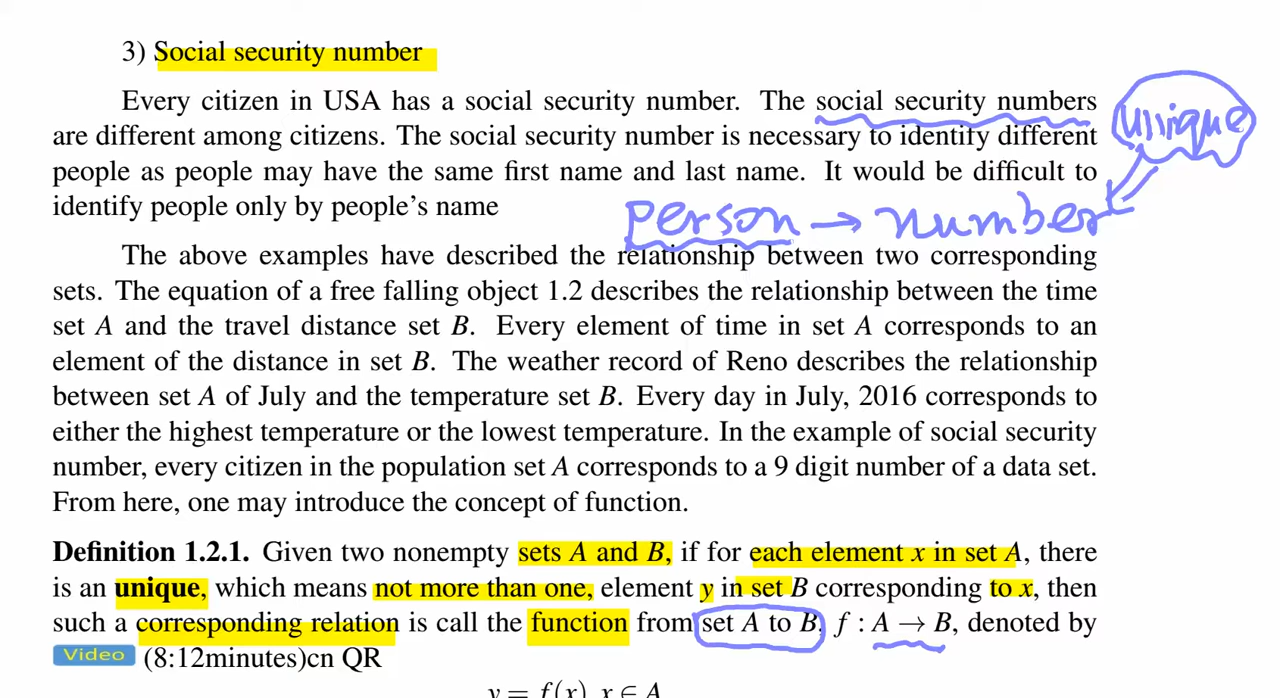 3) Social security number
Every citizen in USA has a social security number. The social security numbers
unique
are different among citizens. The social security number is necessary to identify different
people as people may have the same first name and last name. It would be difficult to
identify people only by people's name
person → number
The above examples have described the relationship between two corresponding
sets. The equation of a free falling object 1.2 describes the relationship between the time
set A and the travel distance set B. Every element of time in set A corresponds to an
element of the distance in set B. The weather record of Reno describes the relationship
between set A of July and the temperature set B. Every day in July, 2016 corresponds to
either the highest temperature or the lowest temperature. In the example of social security
number, every citizen in the population set A corresponds to a 9 digit number of a data set.
From here, one may introduce the concept of function.
Definition 1.2.1. Given two nonempty sets A and B, if for each element x in set A, there
is an unique, which means not more than one, element y in set B corresponding to x, then
such a corresponding relation is call the function from set A to B, f : A → B, denoted by
Video (8:12minutes)cn QR
y = f(x), x ∈ A